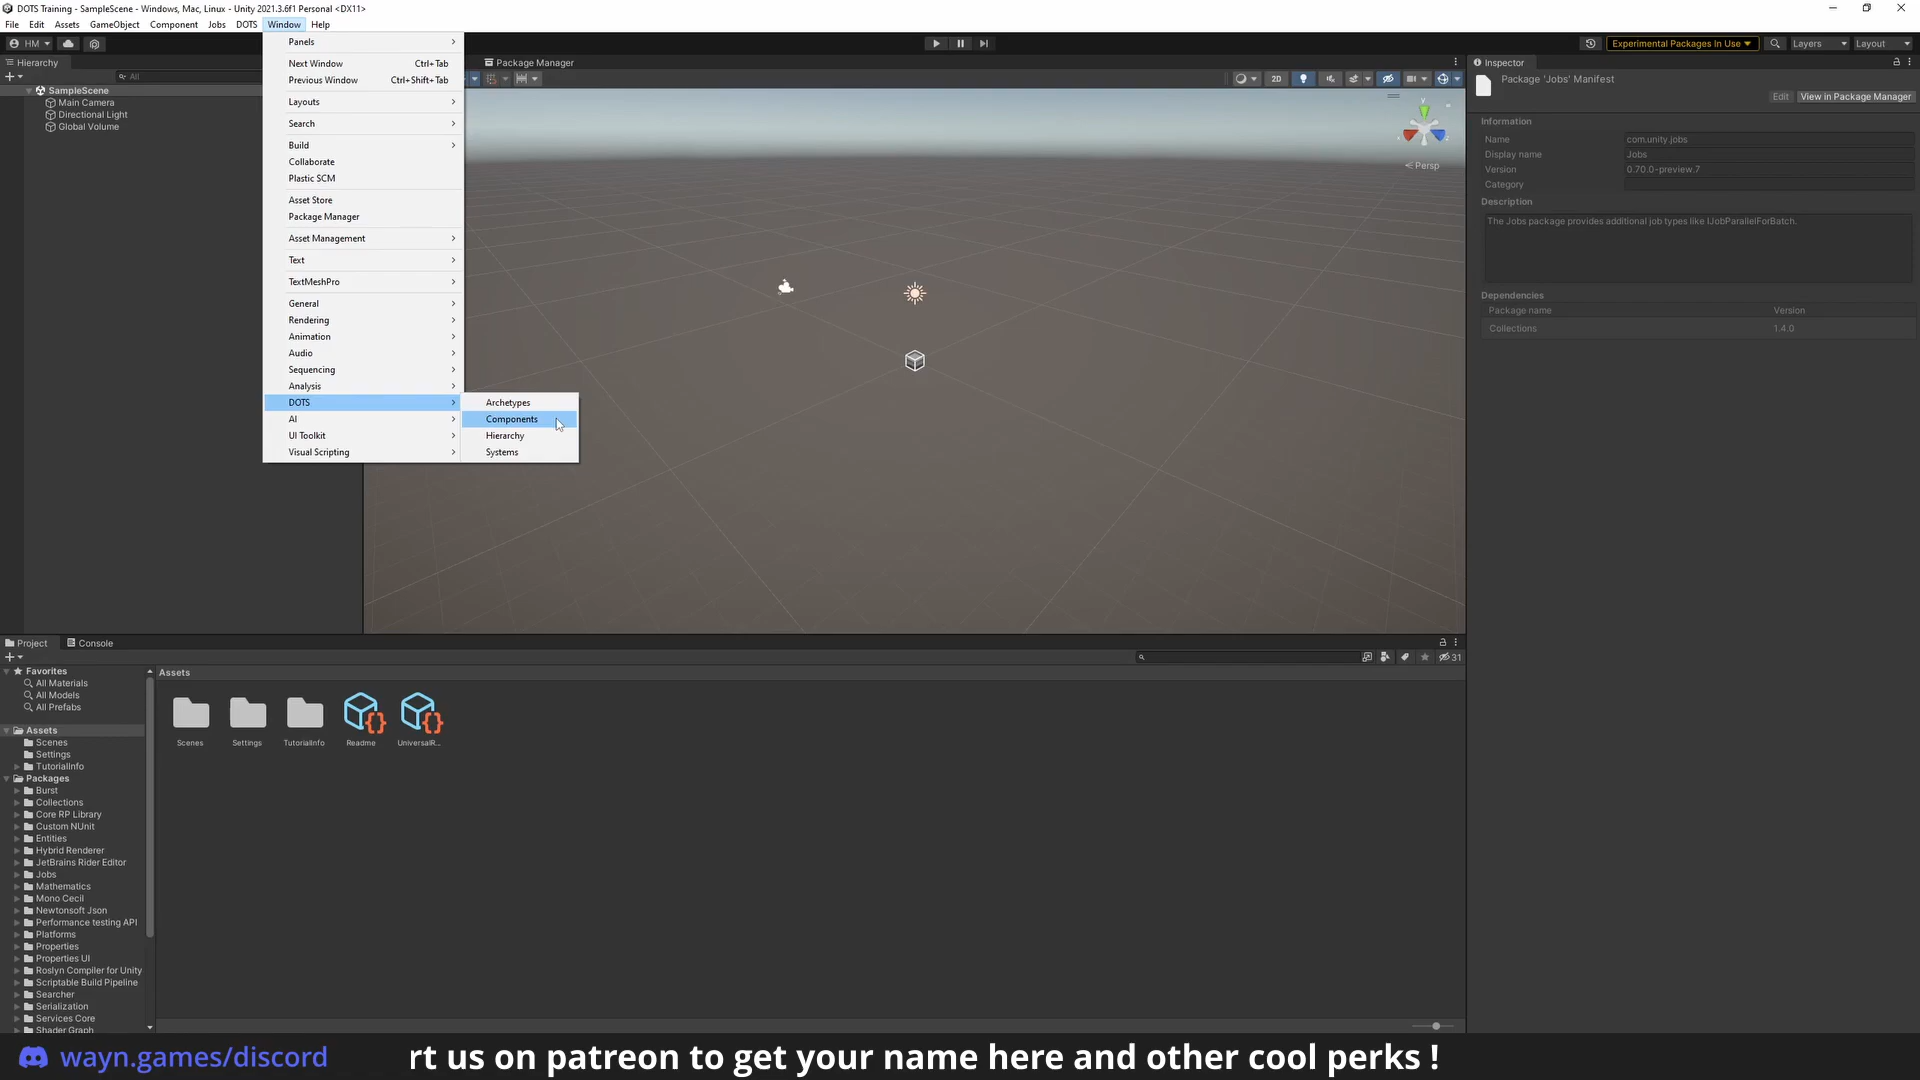 DOTS Training - SampleScene - Windows, Mac, Linux - Unity 2021.3.6f1 Personal <DX11>
File Edit Assets GameObject Component Jobs DOTS Window Help
HM
Experimental Packages In Use
Layers
Layout
Hierarchy
All
SampleScene
Main Camera
Directional Light
Global Volume
Panels
Next Window Ctrl+Tab
Previous Window Ctrl+Shift+Tab
Layouts
Search
Build
Collaborate
Plastic SCM
Asset Store
Package Manager
Asset Management
Text
TextMeshPro
General
Rendering
Animation
Audio
Sequencing
Analysis
DOTS
AI
UI Toolkit
Visual Scripting
Archetypes
Components
Hierarchy
Systems
Package Manager
2D
y
Persp
Inspector
Package 'Jobs' Manifest
Edit View in Package Manager
Information
Name com.unity.jobs
Display name Jobs
Version 0.70.0-preview.7
Category
Description
The Jobs package provides additional job types like IJobParallelForBatch.
Dependencies
Package name Version
Collections 1.4.0
Project Console
31
Favorites
All Materials
All Models
All Prefabs
Assets
Scenes
Settings
TutorialInfo
Packages
Burst
Collections
Core RP Library
Custom NUnit
Entities
Hybrid Renderer
JetBrains Rider Editor
Jobs
Mathematics
Mono Cecil
Newtonsoft Json
Performance testing API
Platforms
Properties
Properties UI
Roslyn Compiler for Unity
Scriptable Build Pipeline
Searcher
Serialization
Services Core
Shader Graph
Assets
Scenes
Settings
TutorialInfo
Readme
UniversalR...
wayn.games/discord
rt us on patreon to get your name here and other cool perks !